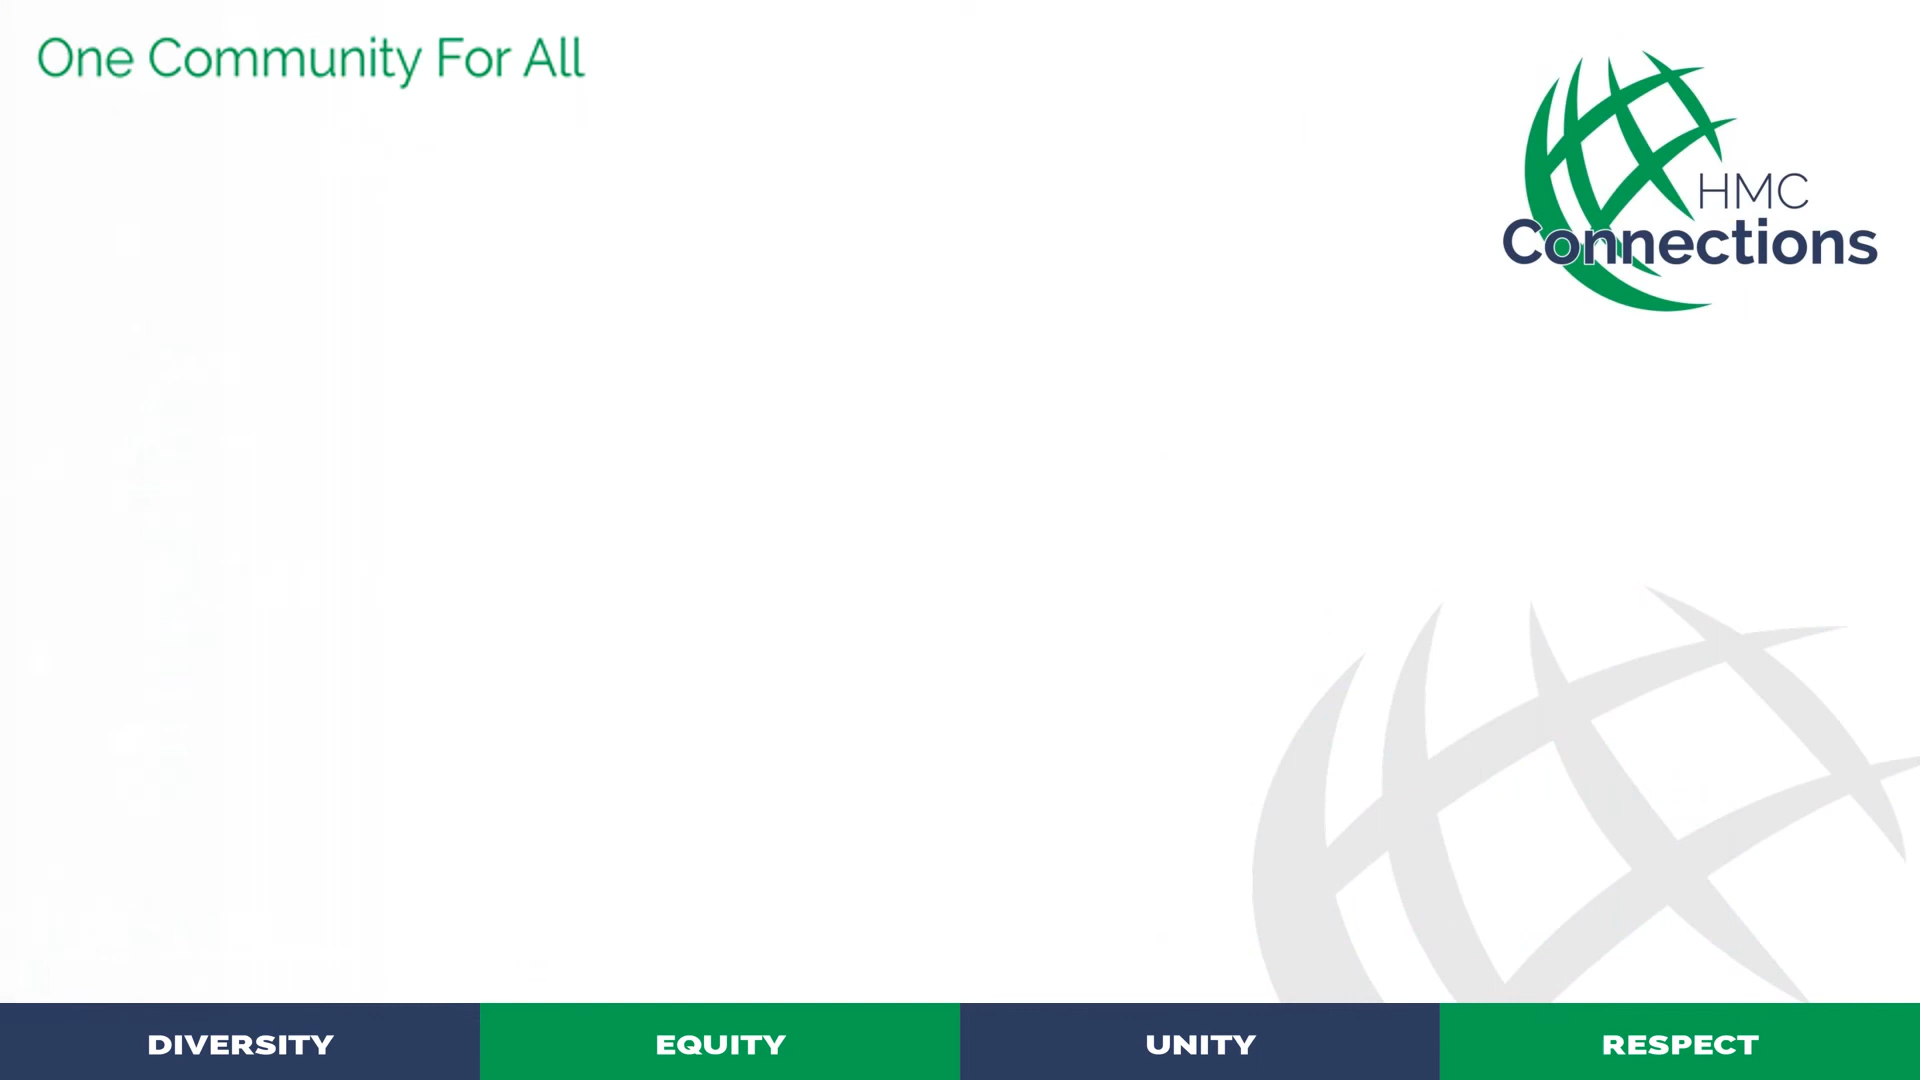 One Community For All
HMC
Connections
DIVERSITY
EQUITY
UNITY
RESPECT